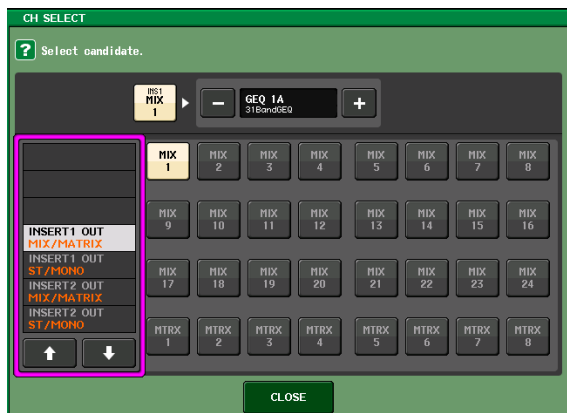 CH SELECT
? Select candidate.
INS1
MIX
1
− GEQ 1A +
31BandGEQ
INSERT1 OUT
MIX/MATRIX
INSERT1 OUT
ST/MONO
INSERT2 OUT
MIX/MATRIX
INSERT2 OUT
ST/MONO
MIX MIX MIX MIX MIX MIX MIX MIX
1 2 3 4 5 6 7 8
MIX MIX MIX MIX MIX MIX MIX MIX
9 10 11 12 13 14 15 16
MIX MIX MIX MIX MIX MIX MIX MIX
17 18 19 20 21 22 23 24
MTRX MTRX MTRX MTRX MTRX MTRX MTRX MTRX
1 2 3 4 5 6 7 8
CLOSE